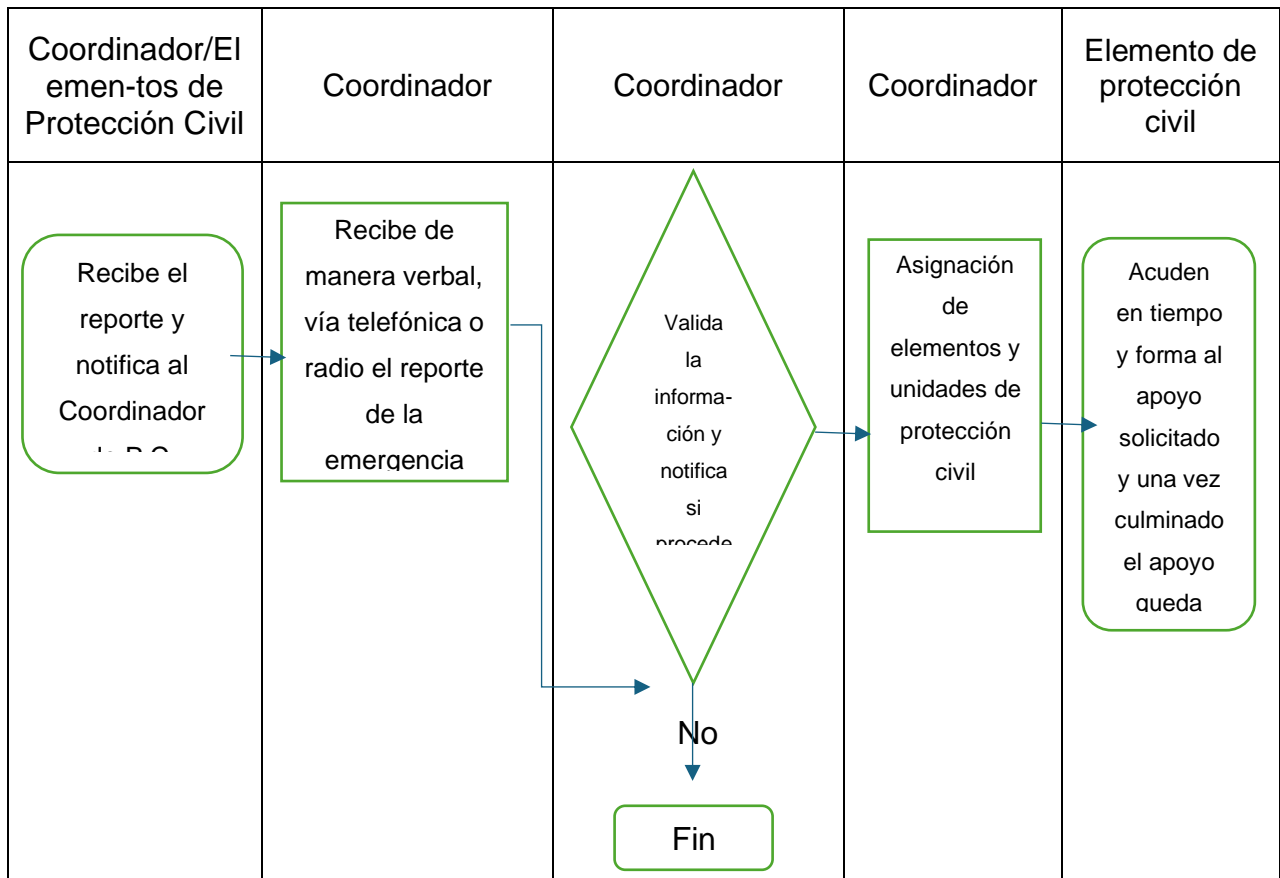 Coordinador/El
emen-tos de
Protección Civil
Coordinador
Coordinador
Coordinador
Elemento de
protección
civil
Recibe el
reporte y
notifica al
Coordinador
Recibe de
manera verbal,
vía telefónica o
radio el reporte
de la
emergencia
Valida
la
informa-
ción y
notifica
si
procede
Asignación
de
elementos y
unidades de
protección
civil
Acuden
en tiempo
y forma al
apoyo
solicitado
y una vez
culminado
el apoyo
queda
No
Fin